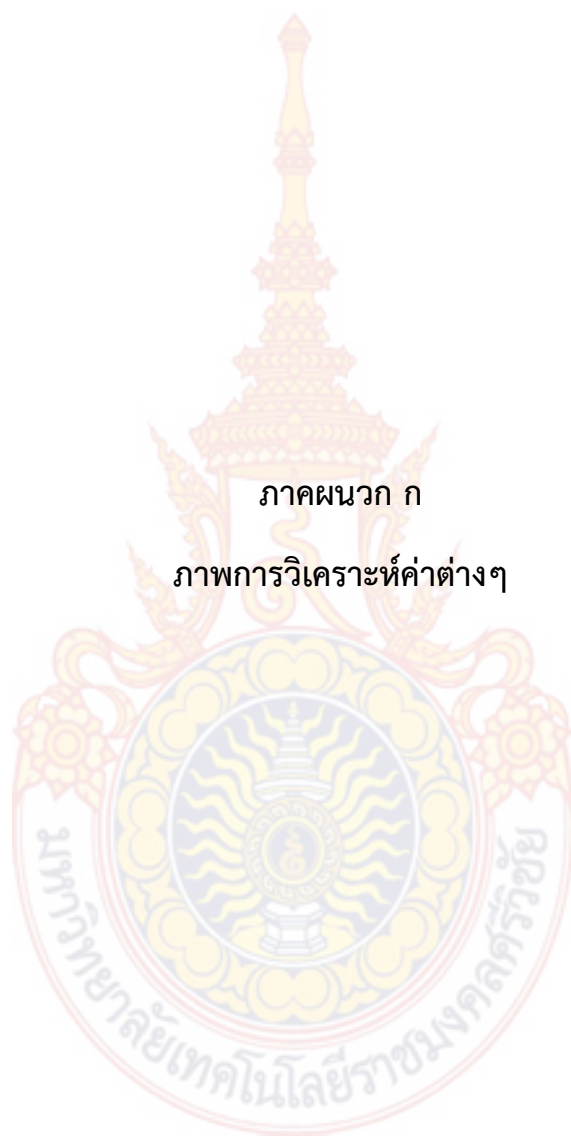 ภาคผนวก ก
ภาพการวิเคราะห์ค่าต่างๆ
มหาวิทยาลัยเทคโนโลยีราชมงคลศรีวิชัย